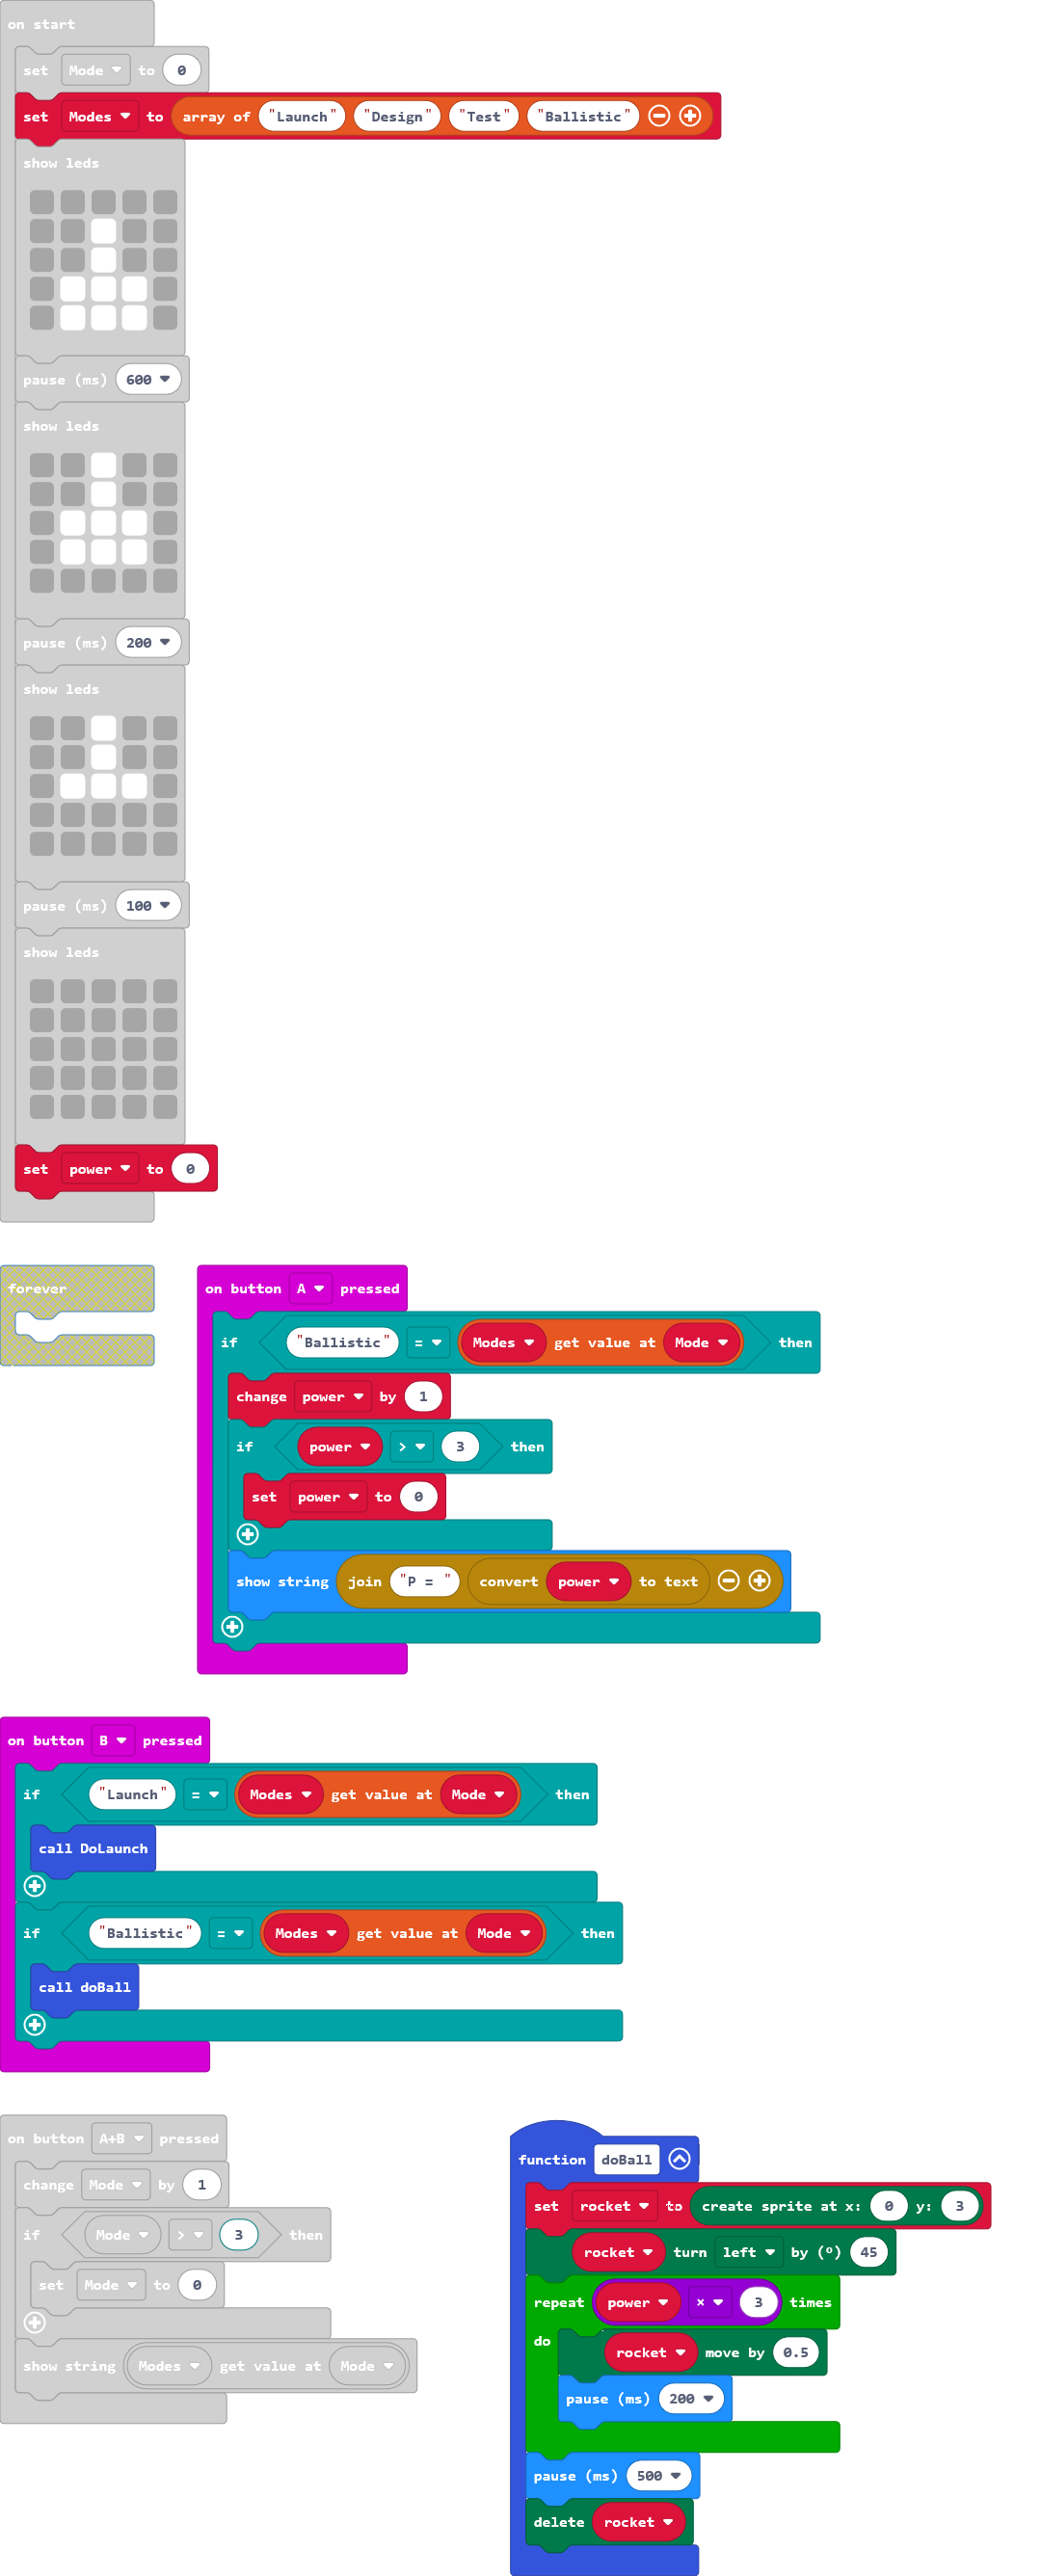 on start
set Mode to 0
set Modes to array of "Launch" "Design" "Test" "Ballistic"
show leds
pause (ms) 600
show leds
pause (ms) 200
show leds
pause (ms) 100
show leds
set power to 0
forever
on button A pressed
if "Ballistic" = Modes get value at Mode then
change power by 1
if power > 3 then
set power to 0
show string join "P = " convert power to text
on button B pressed
if "Launch" = Modes get value at Mode then
call DoLaunch
if "Ballistic" = Modes get value at Mode then
call doBall
on button A+B pressed
change Mode by 1
if Mode > 3 then
set Mode to 0
show string Modes get value at Mode
function doBall
set rocket to create sprite at x: 0 y: 3
rocket turn left by (º) 45
repeat power × 3 times
do rocket move by 0.5
pause (ms) 200
pause (ms) 500
delete rocket